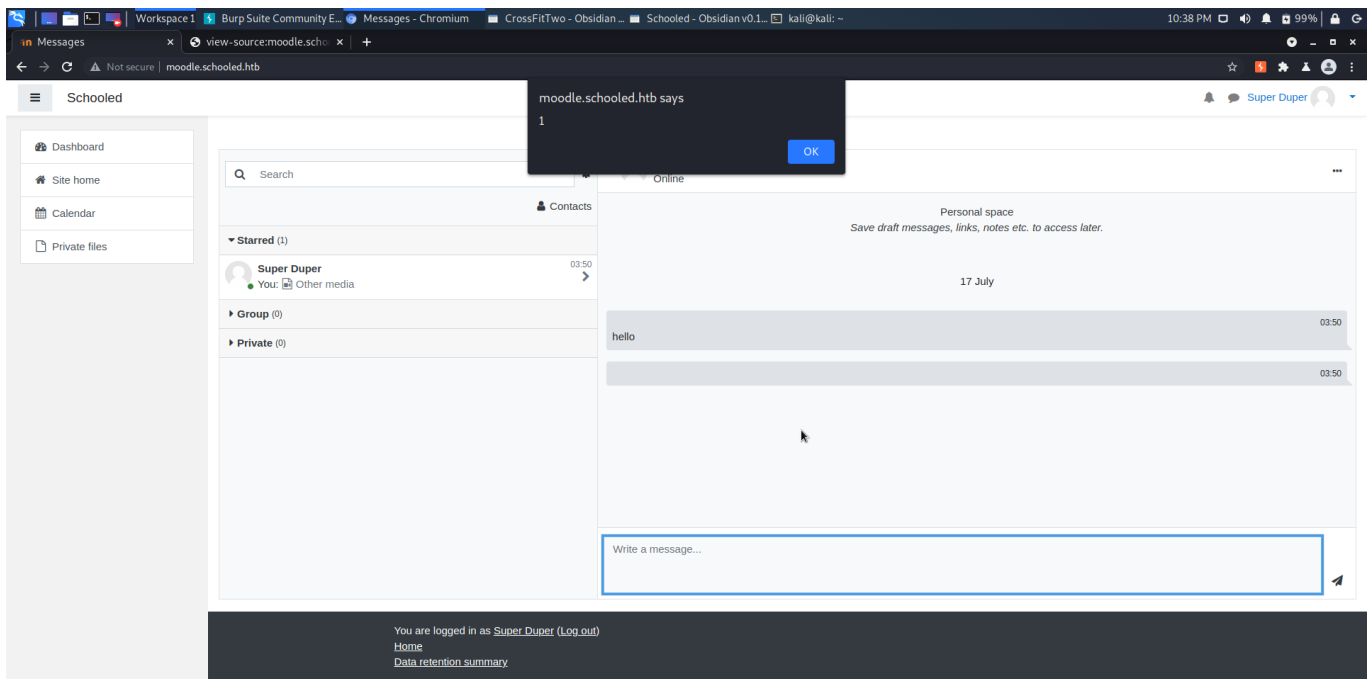 Workspace 1 Burp Suite Community E... Messages - Chromium CrossFitTwo - Obsidian ... Schooled - Obsidian v0.1... kali@kali: ~ 10:38 PM 99%
Messages view-source:moodle.scho
Not secure moodle.schooled.htb
Schooled
Super Duper
moodle.schooled.htb says
1
OK
Dashboard
Site home
Calendar
Private files
Search
Contacts
Starred (1)
Super Duper 03:50
You: Other media
Group (0)
Private (0)
Online
Personal space
Save draft messages, links, notes etc. to access later.
17 July
03:50
hello
03:50
Write a message...
You are logged in as Super Duper (Log out)
Home
Data retention summary